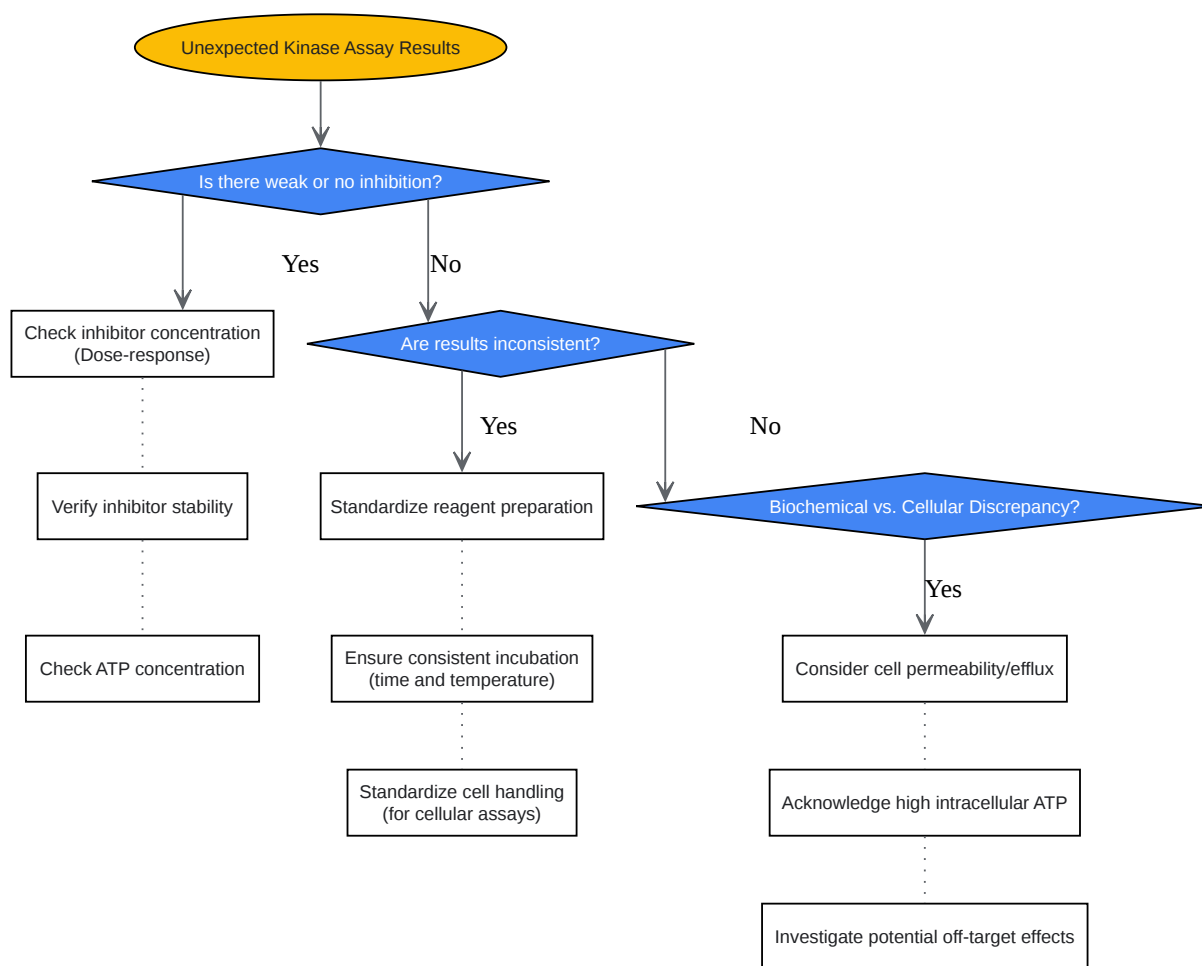 Unexpected Kinase Assay Results
Is there weak or no inhibition?
Yes
No
Check inhibitor concentration
(Dose-response)
Are results inconsistent?
Yes
No
Verify inhibitor stability
Standardize reagent preparation
Biochemical vs. Cellular Discrepancy?
Yes
Check ATP concentration
Ensure consistent incubation
(time and temperature)
Consider cell permeability/efflux
Standardize cell handling
(for cellular assays)
Acknowledge high intracellular ATP
Investigate potential off-target effects